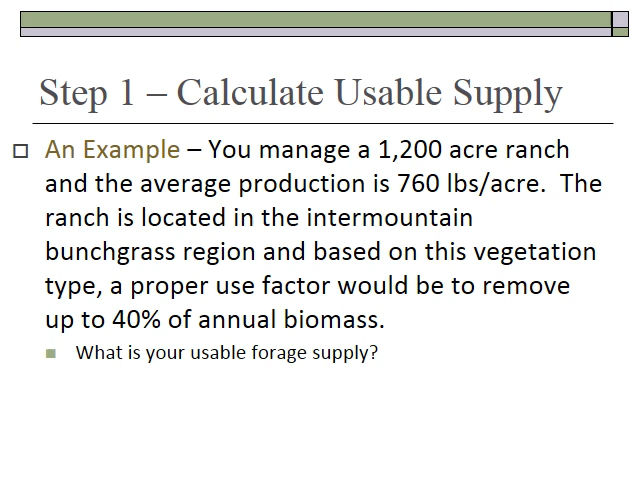 Step 1 – Calculate Usable Supply
An Example – You manage a 1,200 acre ranch
and the average production is 760 lbs/acre.  The
ranch is located in the intermountain
bunchgrass region and based on this vegetation
type, a proper use factor would be to remove
up to 40% of annual biomass.
What is your usable forage supply?